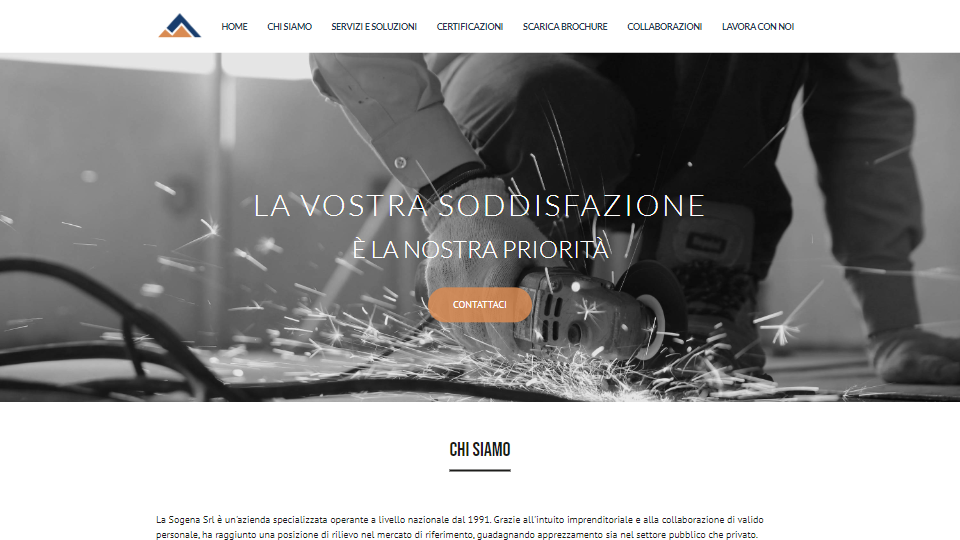 HOME CHI SIAMO SERVIZI E SOLUZIONI CERTIFICAZIONI SCARICA BROCHURE COLLABORAZIONI LAVORA CON NOI
LA VOSTRA SODDISFAZIONE
È LA NOSTRA PRIORITÀ
CONTATTACI
CHI SIAMO
La Sogena Srl è un'azienda specializzata operante a livello nazionale dal 1991. Grazie all'intuito imprenditoriale e alla collaborazione di valido
personale, ha raggiunto una posizione di rilievo nel mercato di riferimento, guadagnando apprezzamento sia nel settore pubblico che privato.